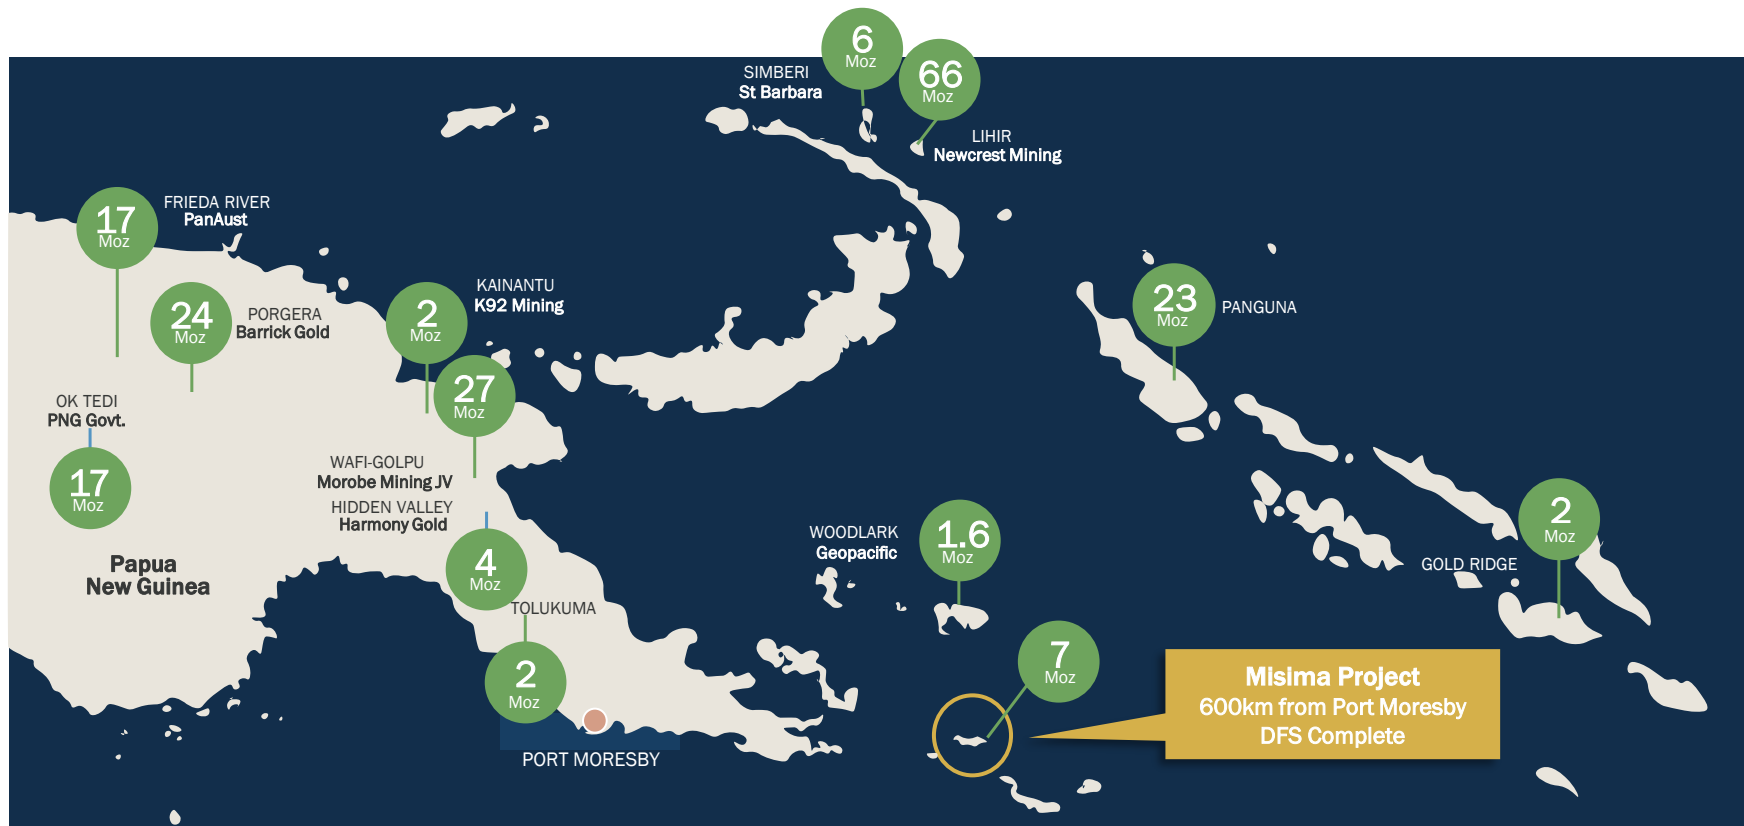 6
Moz
66
Moz
SIMBERI
St Barbara
LIHIR
Newcrest Mining
17
Moz
FRIEDA RIVER
PanAust
24
Moz
PORGERA
Barrick Gold
2
Moz
KAINANTU
K92 Mining
23
Moz
PANGUNA
27
Moz
OK TEDI
PNG Govt.
17
Moz
WAFI-GOLPU
Morobe Mining JV
HIDDEN VALLEY
Harmony Gold
4
Moz
WOODLARK
Geopacific
1.6
Moz
2
Moz
GOLD RIDGE
Papua
New Guinea
TOLUKUMA
2
Moz
7
Moz
PORT MORESBY
Misima Project
600km from Port Moresby
DFS Complete